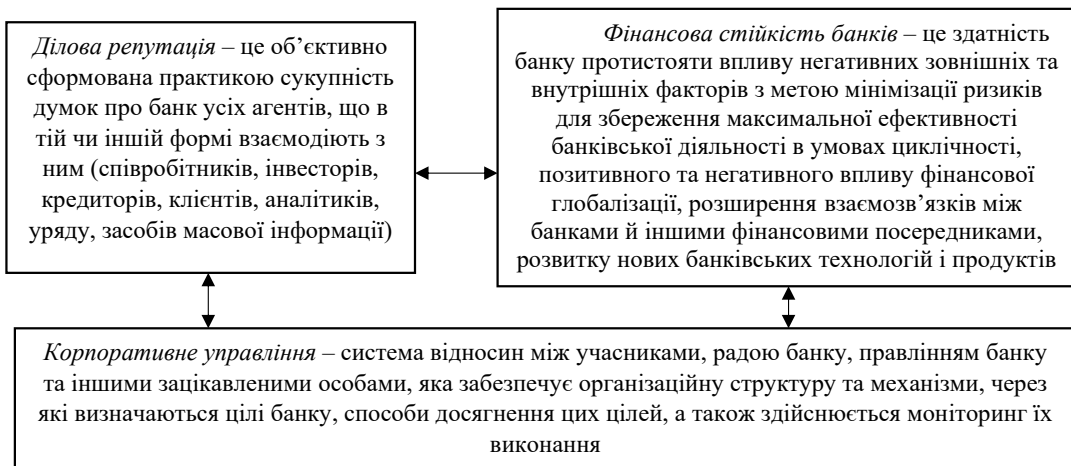 Ділова репутація – це об’єктивно
сформована практикою сукупність
думок про банк усіх агентів, що в
тій чи іншій формі взаємодіють з
ним (співробітників, інвесторів,
кредиторів, клієнтів, аналітиків,
уряду, засобів масової інформації)
Фінансова стійкість банків – це здатність
банку протистояти впливу негативних зовнішніх та
внутрішніх факторів з метою мінімізації ризиків
для збереження максимальної ефективності
банківської діяльності в умовах циклічності,
позитивного та негативного впливу фінансової
глобалізації, розширення взаємозв’язків між
банками й іншими фінансовими посередниками,
розвитку нових банківських технологій і продуктів
Корпоративне управління – система відносин між учасниками, радою банку, правлінням банку
та іншими зацікавленими особами, яка забезпечує організаційну структуру та механізми, через
які визначаються цілі банку, способи досягнення цих цілей, а також здійснюється моніторинг їх
виконання